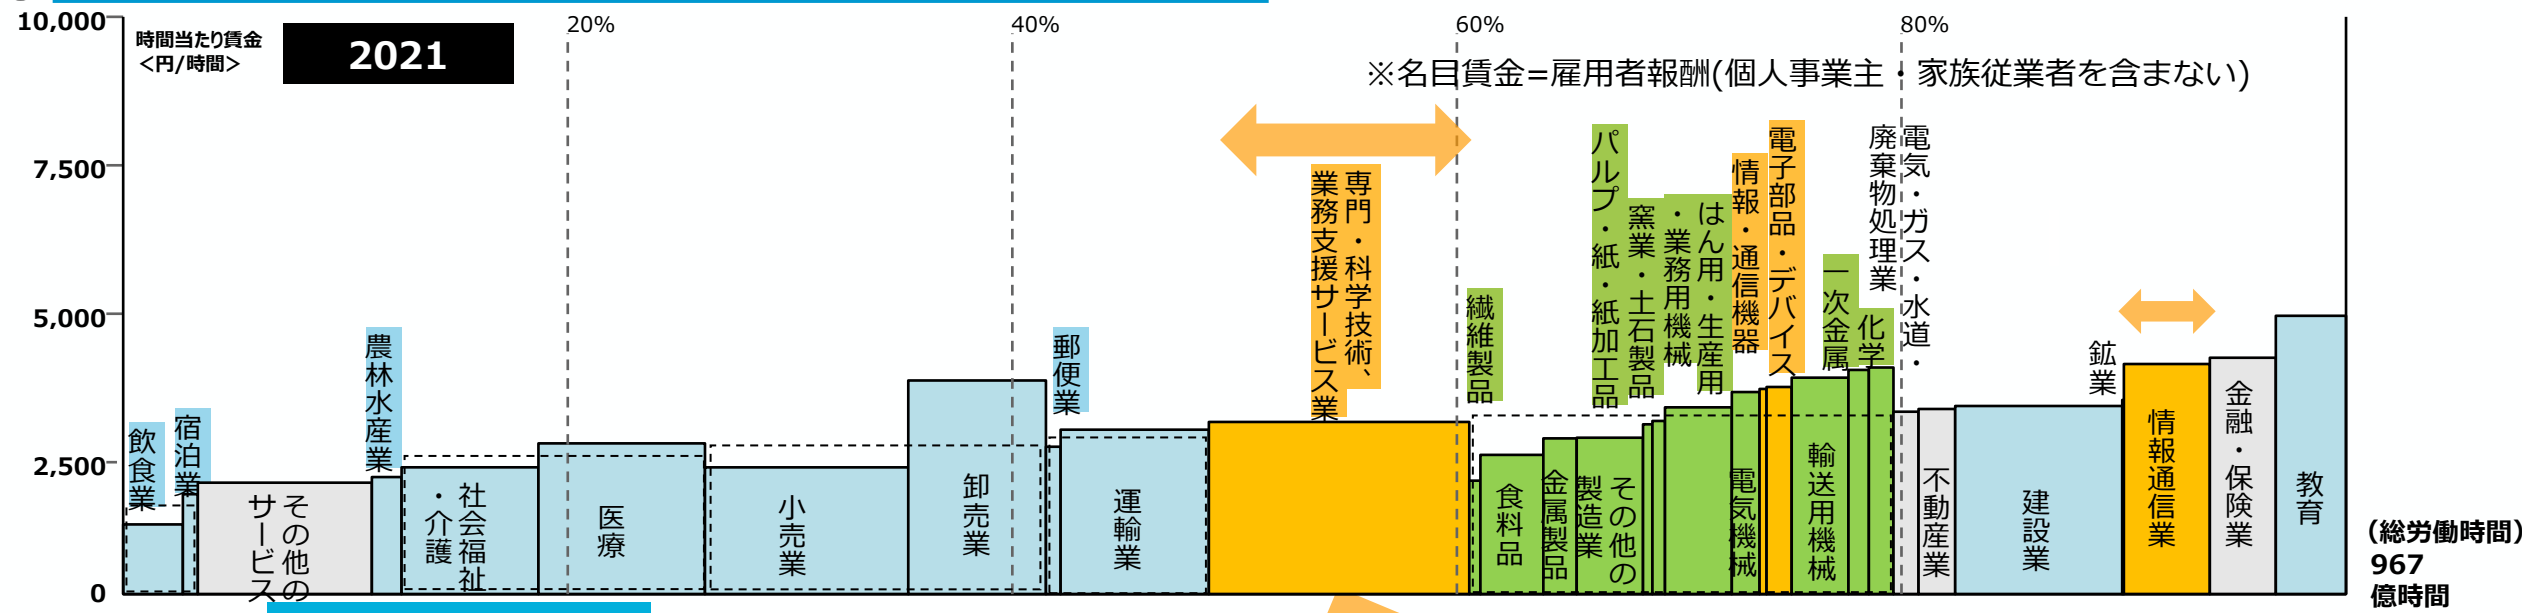 10,000
7,500
5,000
2,500
0
時間当たり賃金
<円/時間>
2021
20%
40%
60%
80%
※名目賃金=雇用者報酬(個人事業主・家族従業者を含まない)
飲食業
宿泊業
その他の
サービス
農林水産業
社会福祉
・介護
医療
小売業
卸売業
郵便業
運輸業
専門・科学技術、
業務支援サービス業
繊維製品
食料品
金属製品
その他の
製造業
パルプ・紙・紙加工品
窯業・土石製品
はん用・生産用
・業務用機械
電気機械
情報・通信機器
電子部品・デバイス
輸送用機械
一次金属
化学
電気・ガス・水道・
廃棄物処理業
不動産業
建設業
鉱業
情報通信業
金融・保険業
教育
(総労働時間)
967
億時間